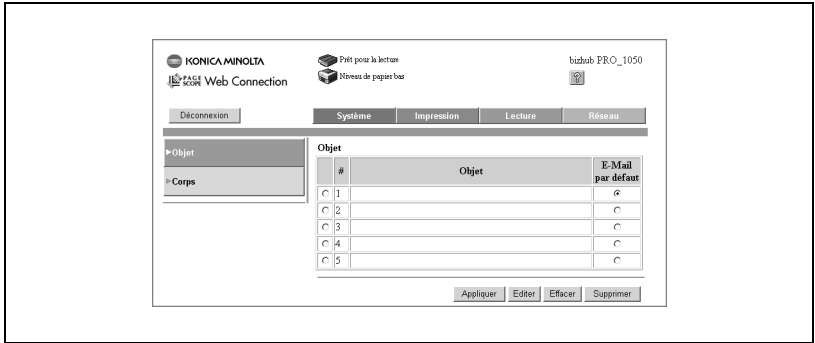 KONICA MINOLTA
PAGE SCOPE Web Connection
Prêt pour la lecture
Niveau de papier bas
bizhub PRO_1050
?
Déconnexion
Système Impression Lecture Réseau
Objet
Corps
Objet
# Objet E-Mail par défaut
1
2
3
4
5
Appliquer Editer Effacer Supprimer